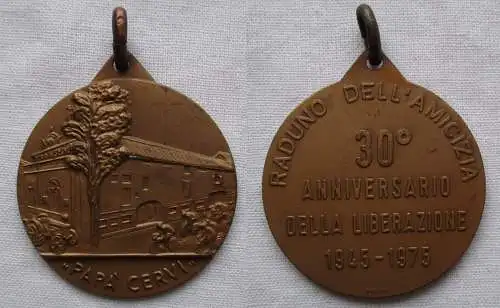 "PAPÀ CERVI"
RADUNO DELL'AMICIZIA
30°
ANNIVERSARIO
DELLA LIBERAZIONE
1945-1975